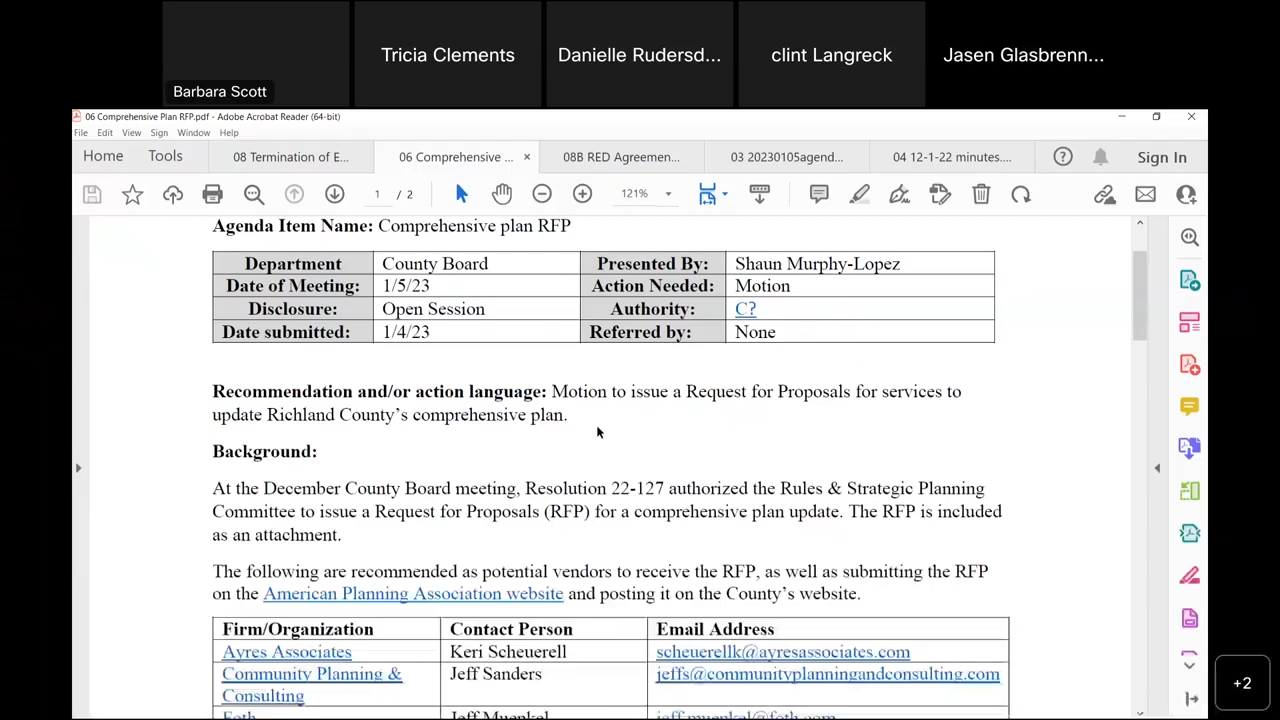 Barbara Scott
Tricia Clements
Danielle Rudersd...
clint Langreck
Jasen Glasbrenn...
06 Comprehensive Plan RFP.pdf - Adobe Acrobat Reader (64-bit)
File Edit View Sign Window Help
Home Tools 08 Termination of E... 06 Comprehensive ... × 08B RED Agreemen... 03 20230105agend... 04 12-1-22 minutes.... Sign In
1 / 2 121%
Agenda Item Name: Comprehensive plan RFP
Department County Board Presented By: Shaun Murphy-Lopez
Date of Meeting: 1/5/23 Action Needed: Motion
Disclosure: Open Session Authority: C?
Date submitted: 1/4/23 Referred by: None
Recommendation and/or action language: Motion to issue a Request for Proposals for services to
update Richland County's comprehensive plan.
Background:
At the December County Board meeting, Resolution 22-127 authorized the Rules & Strategic Planning
Committee to issue a Request for Proposals (RFP) for a comprehensive plan update. The RFP is included
as an attachment.
The following are recommended as potential vendors to receive the RFP, as well as submitting the RFP
on the American Planning Association website and posting it on the County's website.
Firm/Organization Contact Person Email Address
Ayres Associates Keri Scheuerell scheuerellk@ayresassociates.com
Community Planning & Jeff Sanders jeffs@communityplanningandconsulting.com
Consulting
Foth Jeff Muenkel jeff.muenkel@foth.com
+2